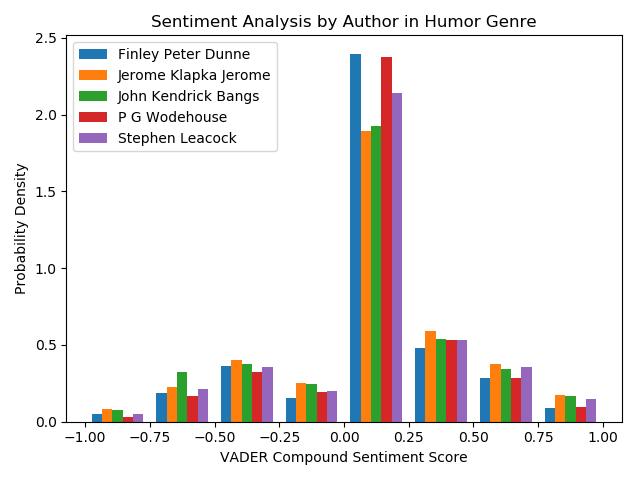 Sentiment Analysis by Author in Humor Genre
Finley Peter Dunne
Jerome Klapka Jerome
John Kendrick Bangs
P G Wodehouse
Stephen Leacock
Probability Density
2.5
2.0
1.5
1.0
0.5
0.0
−1.00 −0.75 −0.50 −0.25 0.00 0.25 0.50 0.75 1.00
VADER Compound Sentiment Score